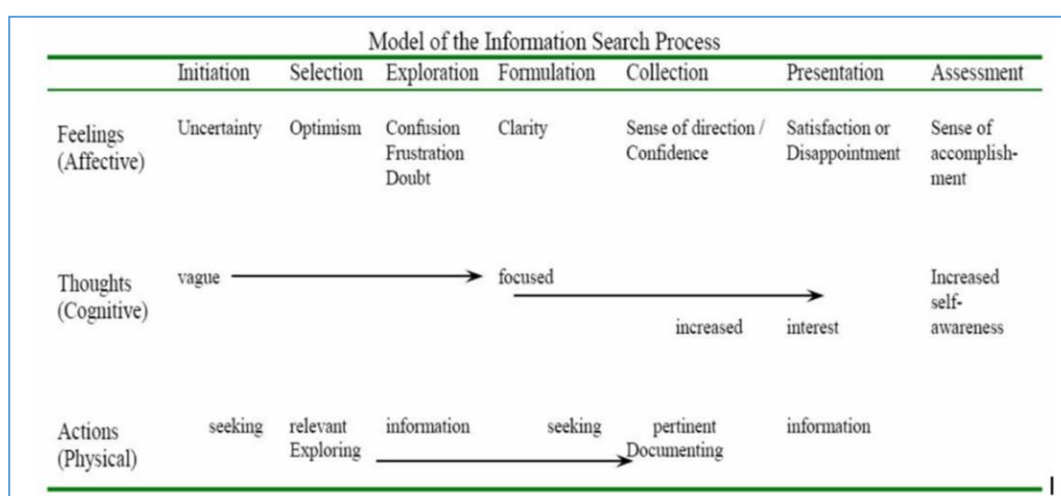 Model of the Information Search Process
Initiation Selection Exploration Formulation Collection Presentation Assessment
Feelings Uncertainty Optimism Confusion Clarity Sense of direction / Satisfaction or Sense of
(Affective) Frustration Confidence Disappointment accomplish-
Doubt ment
Thoughts vague focused Increased
(Cognitive) self-
increased interest awareness
Actions seeking relevant information seeking pertinent information
(Physical) Exploring Documenting